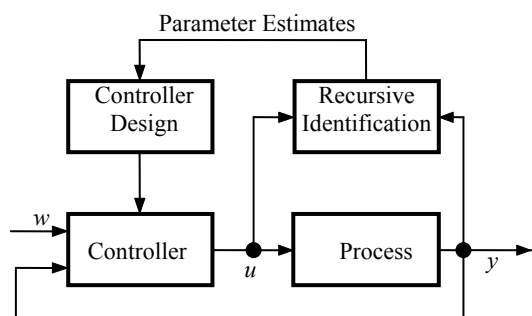 Parameter Estimates
Controller
Design
Recursive
Identification
w
Controller
u
Process
y